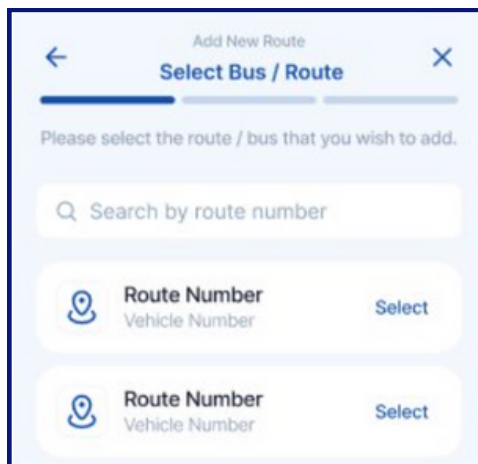 Add New Route
Select Bus / Route
Please select the route / bus that you wish to add.
Search by route number
Route Number
Vehicle Number
Select
Route Number
Vehicle Number
Select